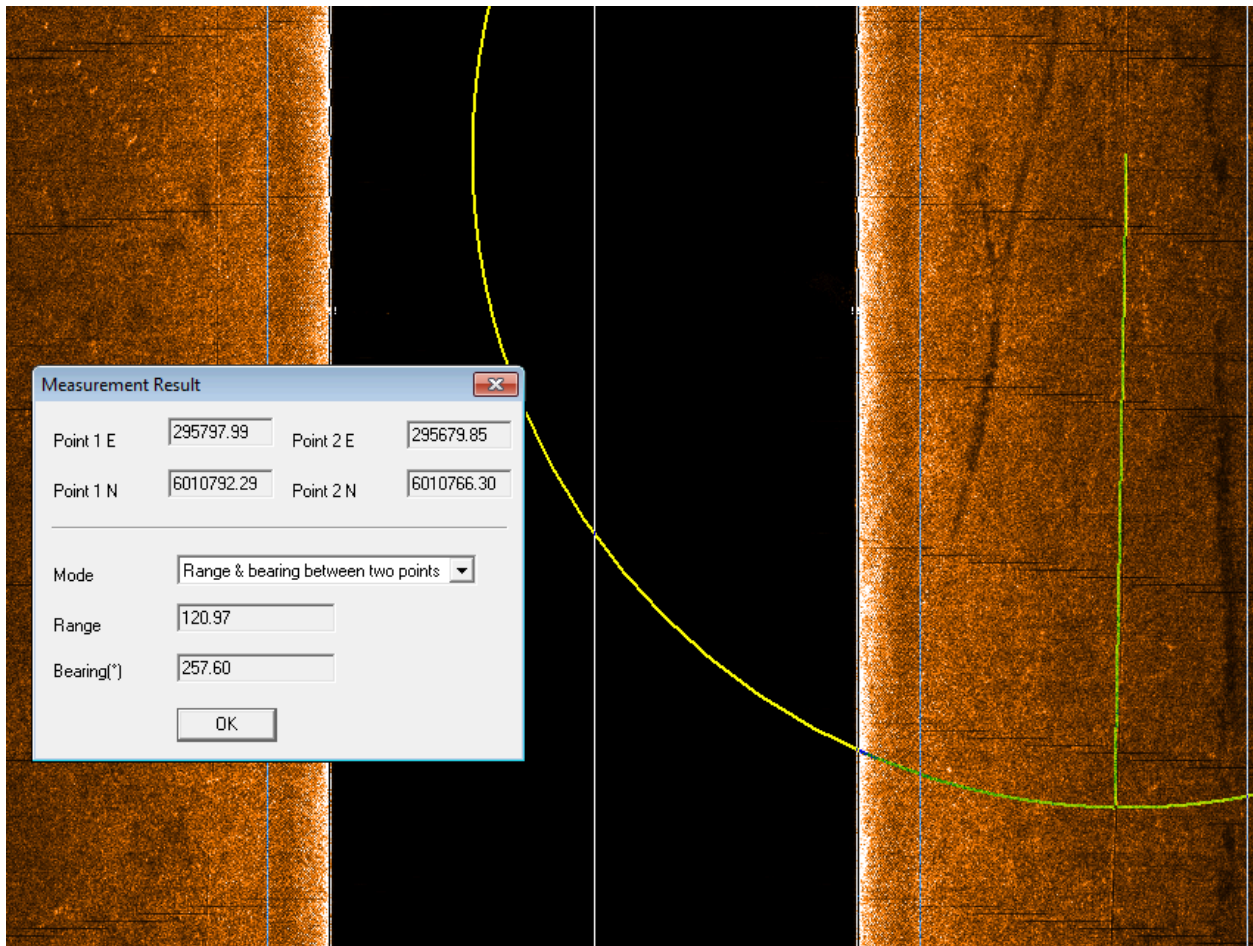 Measurement Result
Point 1 E 295797.99 Point 2 E 295679.85
Point 1 N 6010792.29 Point 2 N 6010766.30
Mode Range & bearing between two points
Range 120.97
Bearing(°) 257.60
OK